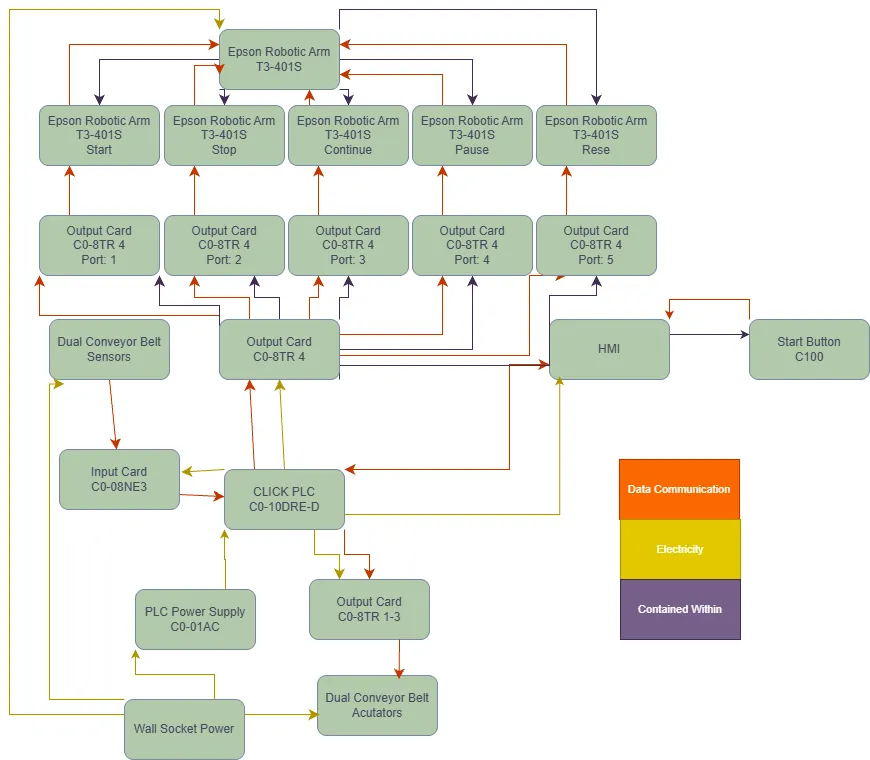 Epson Robotic Arm
T3-401S
Epson Robotic Arm
T3-401S
Start
Epson Robotic Arm
T3-401S
Stop
Epson Robotic Arm
T3-401S
Continue
Epson Robotic Arm
T3-401S
Pause
Epson Robotic Arm
T3-401S
Rese
Output Card
C0-8TR 4
Port: 1
Output Card
C0-8TR 4
Port: 2
Output Card
C0-8TR 4
Port: 3
Output Card
C0-8TR 4
Port: 4
Output Card
C0-8TR 4
Port: 5
Dual Conveyor Belt
Sensors
Output Card
C0-8TR 4
HMI
Start Button
C100
Input Card
C0-08NE3
CLICK PLC
C0-10DRE-D
Data Communication
Electricity
Contained Within
PLC Power Supply
C0-01AC
Output Card
C0-8TR 1-3
Dual Conveyor Belt
Acutators
Wall Socket Power